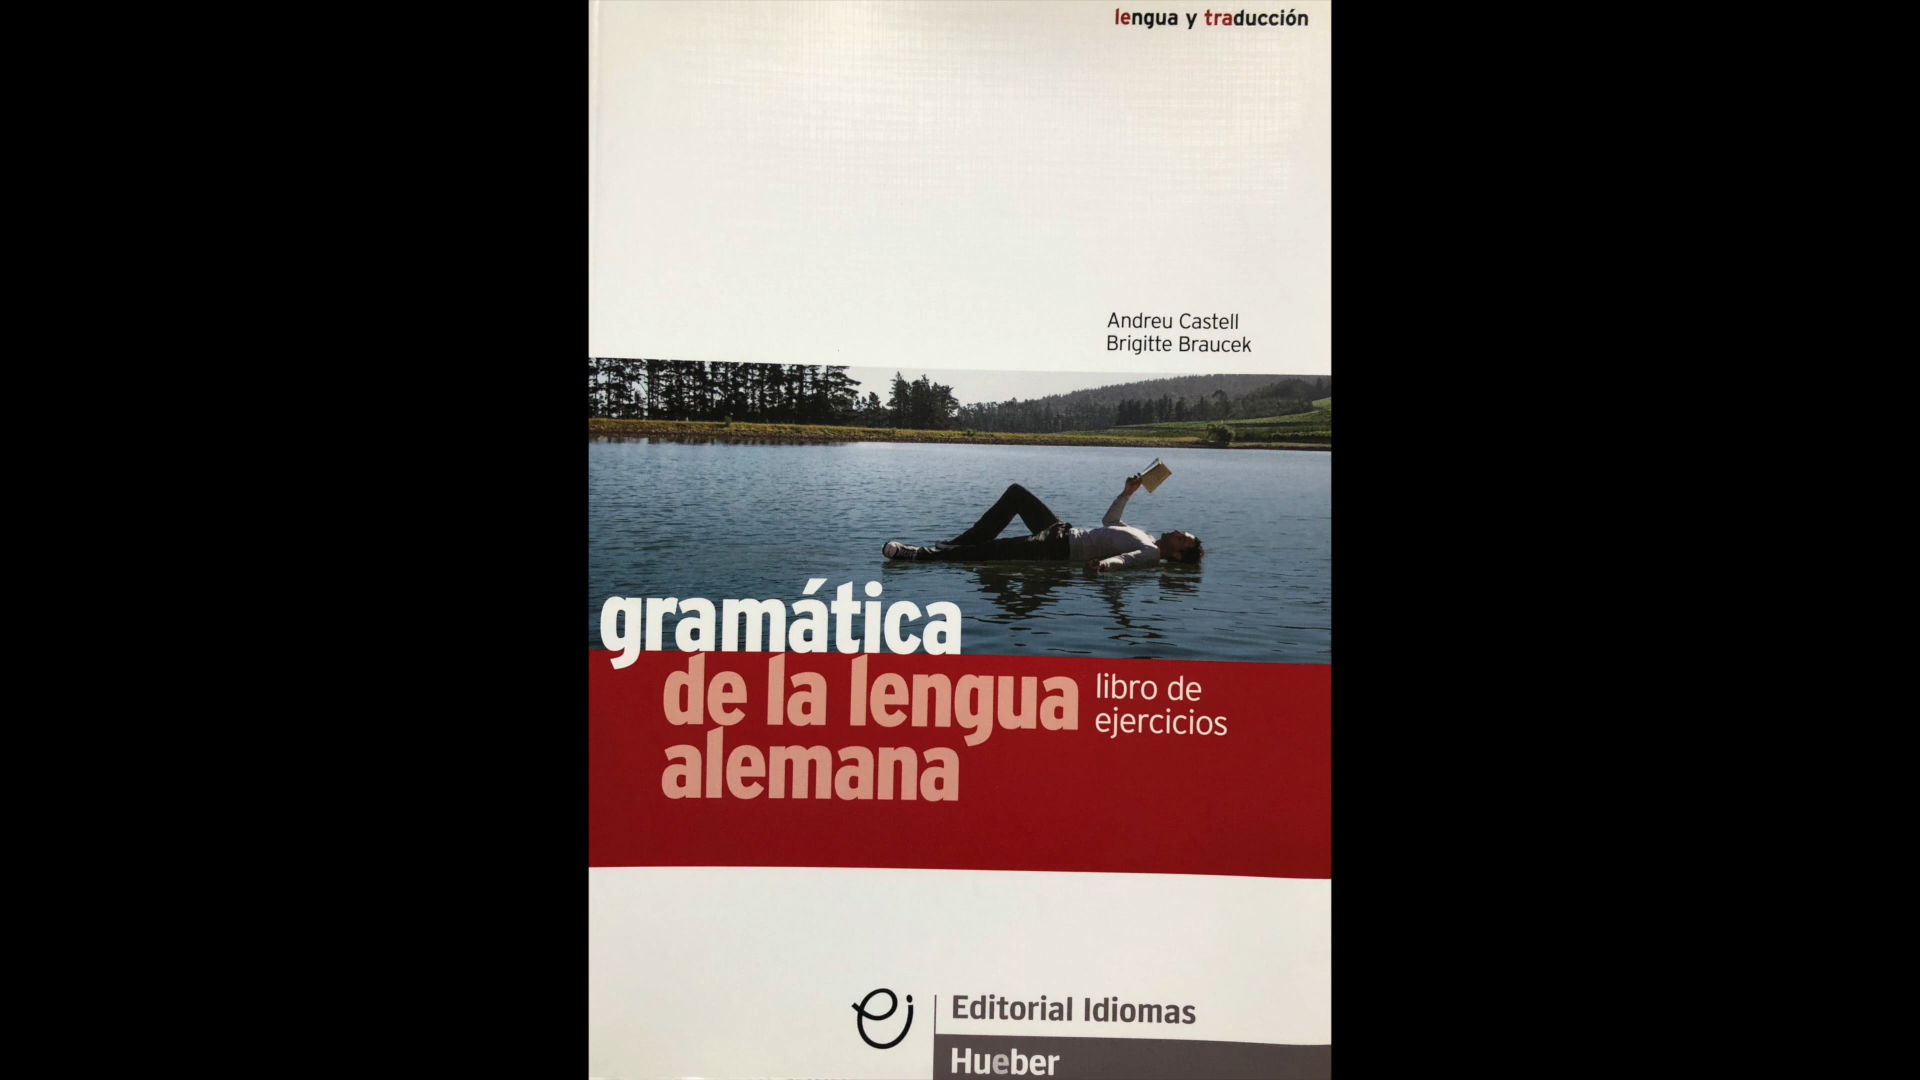 lengua y traducción
Andreu Castell
Brigitte Braucek
gramática
de la lengua
alemana
libro de
ejercicios
Editorial Idiomas
Hueber